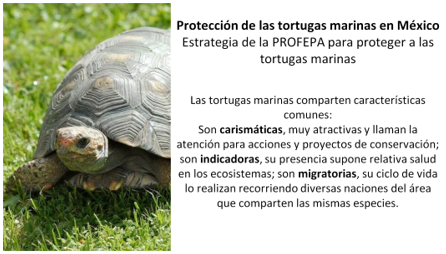 Protección de las tortugas marinas en México
Estrategia de la PROFEPA para proteger a las
tortugas marinas
Las tortugas marinas comparten características
comunes:
Son carismáticas, muy atractivas y llaman la
atención para acciones y proyectos de conservación;
son indicadoras, su presencia supone relativa salud
en los ecosistemas; son migratorias, su ciclo de vida
lo realizan recorriendo diversas naciones del área
que comparten las mismas especies.